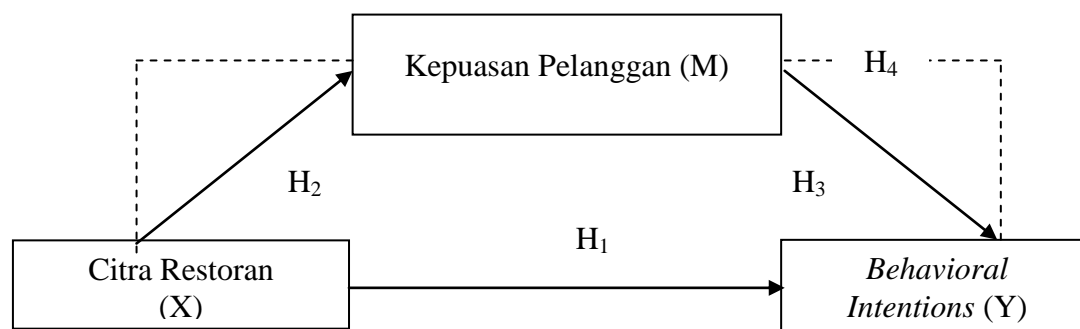 Kepuasan Pelanggan (M)
H₄
H₂
H₃
H₁
Citra Restoran
(X)
Behavioral
Intentions (Y)